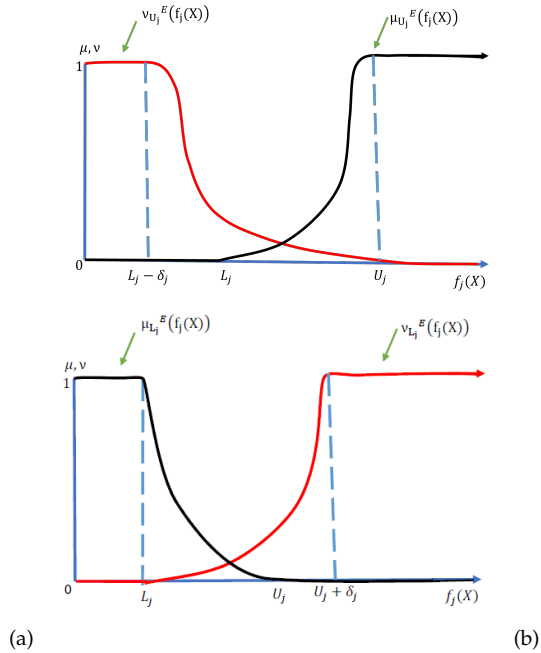 ν_{U_j}^E(f_j(X)) μ_{U_j}^E(f_j(X))
μ, ν
1
0
L_j − δ_j L_j U_j f_j(X)
μ_{L_j}^E(f_j(X)) ν_{L_j}^E(f_j(X))
μ, ν
1
0
L_j U_j U_j + δ_j f_j(X)
(a) (b)